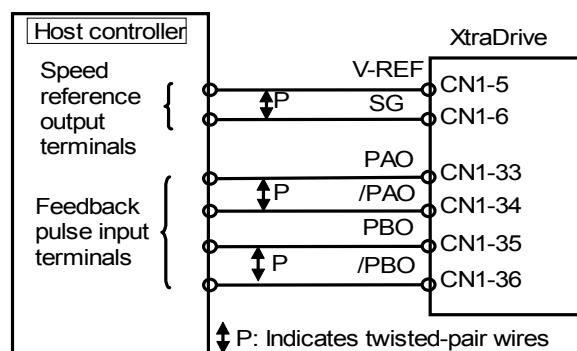 Host controller
XtraDrive
Speed
reference
output
terminals
V-REF
P
SG
CN1-5
CN1-6
Feedback
pulse input
terminals
PAO
P
/PAO
PBO
P
/PBO
CN1-33
CN1-34
CN1-35
CN1-36
P: Indicates twisted-pair wires